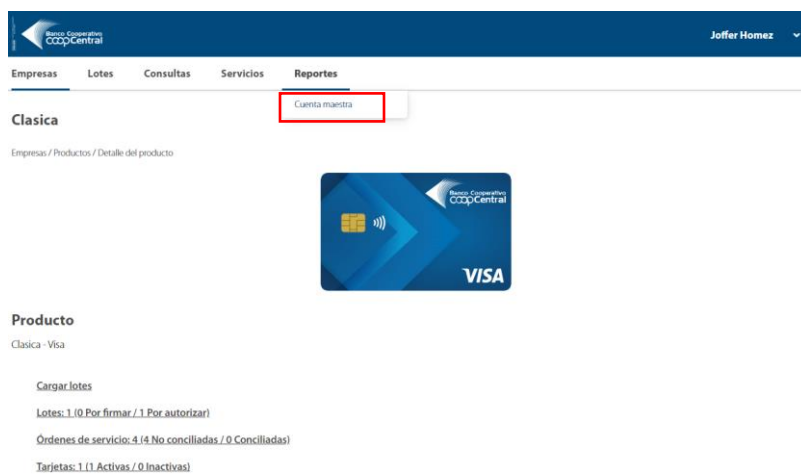 Banco Cooperativo
CoopCentral
Joffer Homez
Empresas Lotes Consultas Servicios Reportes
Cuenta maestra
Clasica
Empresas / Productos / Detalle del producto
Banco Cooperativo
CoopCentral
VISA
Producto
Clasica - Visa
Cargar lotes
Lotes: 1 (0 Por firmar / 1 Por autorizar)
Órdenes de servicio: 4 (4 No conciliadas / 0 Conciliadas)
Tarjetas: 1 (1 Activas / 0 Inactivas)